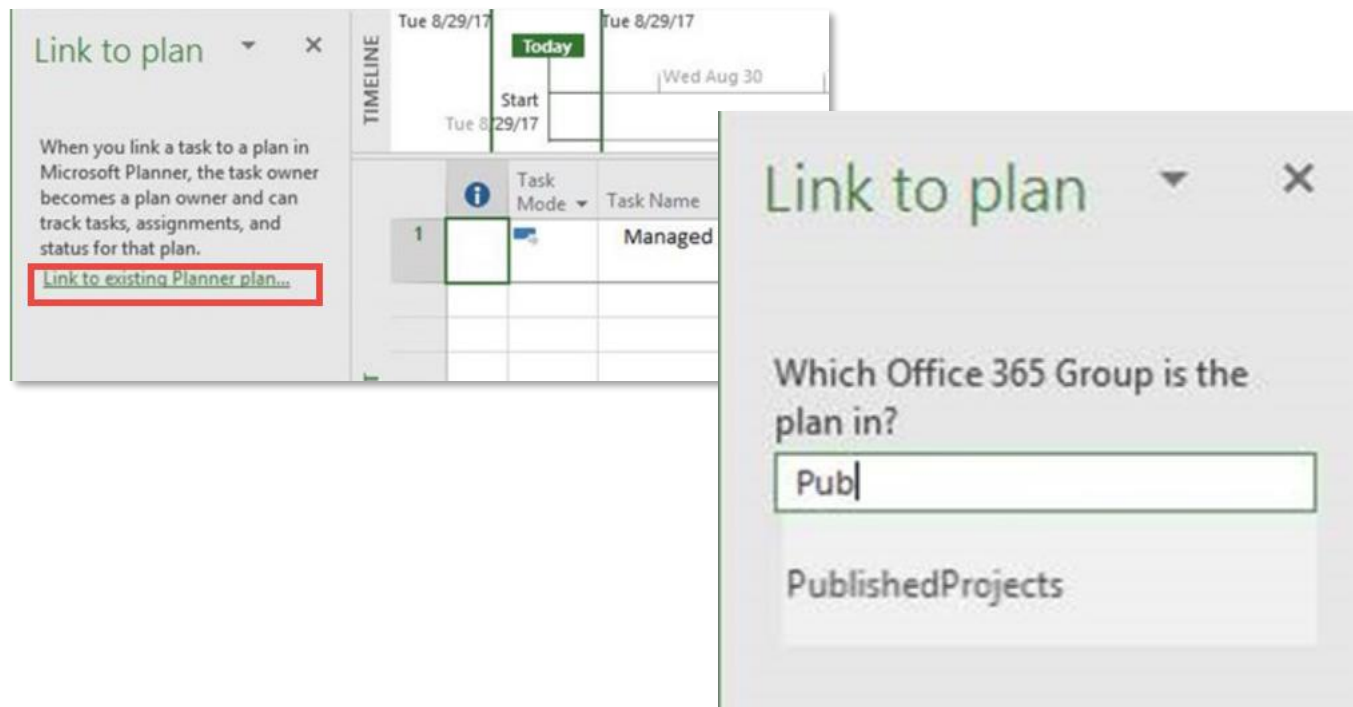 Link to plan
When you link a task to a plan in
Microsoft Planner, the task owner
becomes a plan owner and can
track tasks, assignments, and
status for that plan.
Link to existing Planner plan...
TIMELINE
Tue 8/29/17
Tue 8/29/17
Today
Wed Aug 30
Start
Tue 8/29/17
Task
Mode
Task Name
1
Managed
Link to plan
Which Office 365 Group is the
plan in?
Pub
PublishedProjects